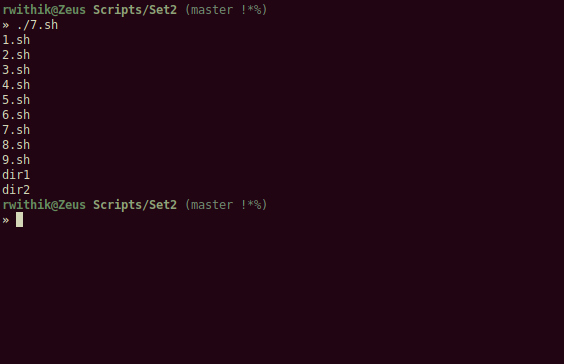 rwithik@Zeus Scripts/Set2 (master !*%)
» ./7.sh
1.sh
2.sh
3.sh
4.sh
5.sh
6.sh
7.sh
8.sh
9.sh
dir1
dir2
rwithik@Zeus Scripts/Set2 (master !*%)
»